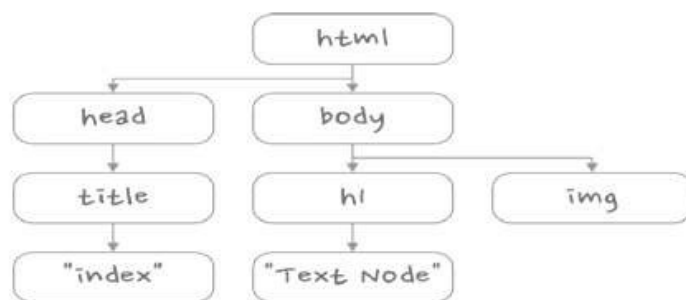 html
head
body
title
h1
img
"index"
"Text Node"